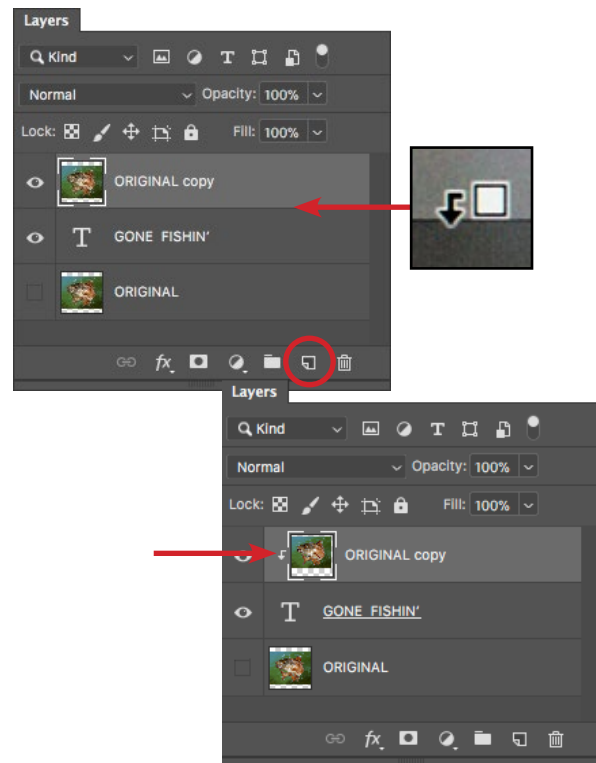 Layers
Kind
Normal Opacity: 100%
Lock: Fill: 100%
ORIGINAL copy
T GONE FISHIN'
ORIGINAL
fx
Layers
Kind
Normal Opacity: 100%
Lock: Fill: 100%
ORIGINAL copy
T GONE FISHIN'
ORIGINAL
fx